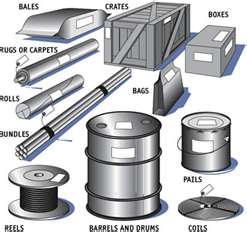 BALES
CRATES
BOXES
RUGS OR CARPETS
BAGS
ROLLS
BUNDLES
PAILS
REELS
BARRELS AND DRUMS
COILS